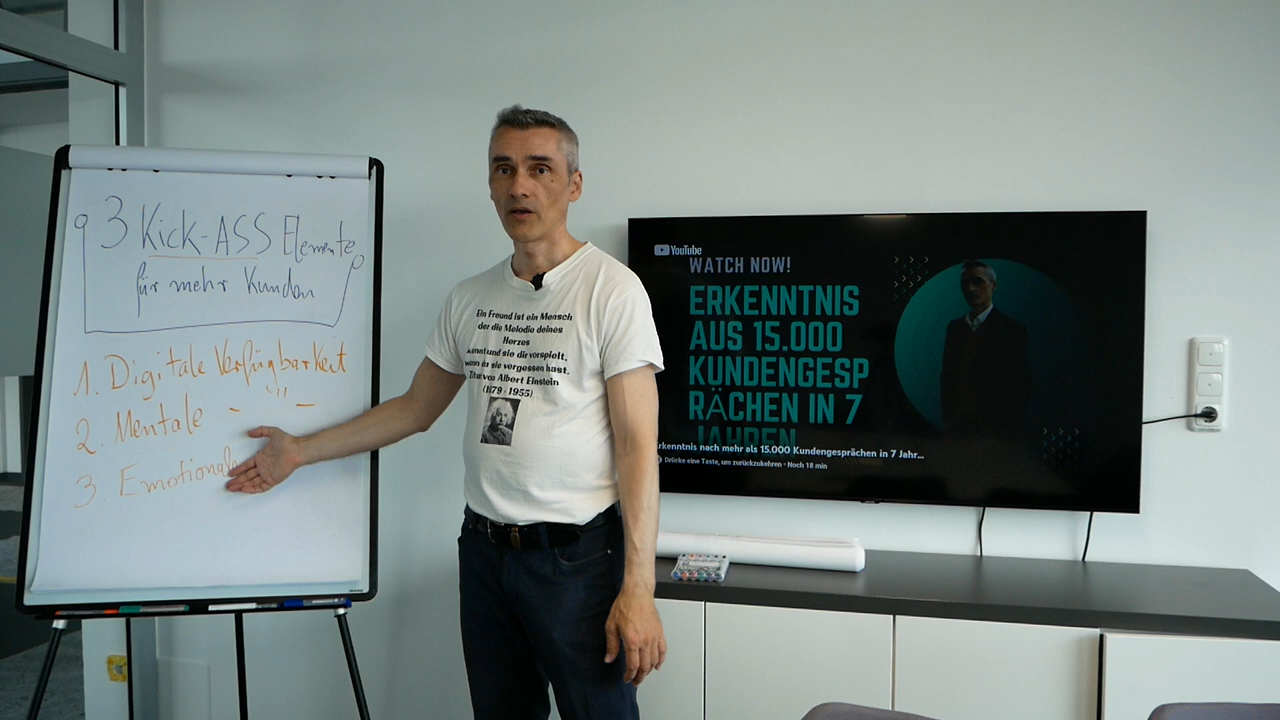 3 Kick-ASS Elemente
für mehr Kunden
1. Digitale Verfügbarkeit
2. Mentale - " -
3. Emotional
Ein Freund ist ein Mensch
der die Melodie deines
Herzes
kennt und sie dir vorspielt,
wenn du sie vergessen hast.
Zitat von Albert Einstein
(1879 - 1955)
YouTube
WATCH NOW!
ERKENNTNIS
AUS 15.000
KUNDENGESP
RÄCHEN IN 7
JAHREN
Erkenntnis nach mehr als 15.000 Kundengesprächen in 7 Jahr...
Drücke eine Taste, um zurückzukehren · Noch 18 min